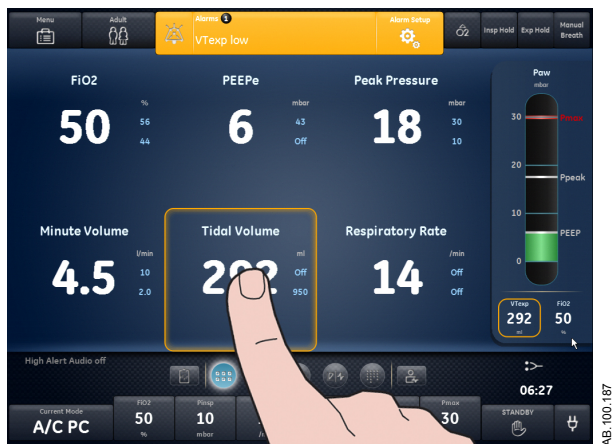 Menu
Adult
Alarms 1
VTexp low
Alarm Setup
O2
Insp Hold
Exp Hold
Manual
Breath
FiO2
%
50
56
44
PEEPe
mbar
6
43
Off
Peak Pressure
mbar
18
30
10
Paw
mbar
30
Pmax
20
Ppeak
10
PEEP
0
Minute Volume
l/min
4.5
10
2.0
Tidal Volume
ml
292
Off
950
Respiratory Rate
/min
14
Off
Off
VTexp
292
ml
FiO2
50
%
High Alert Audio off
06:27
Current Mode
A/C PC
FiO2
50
%
Pinsp
10
mbar
Pmax
30
STANDBY
AB.100.187